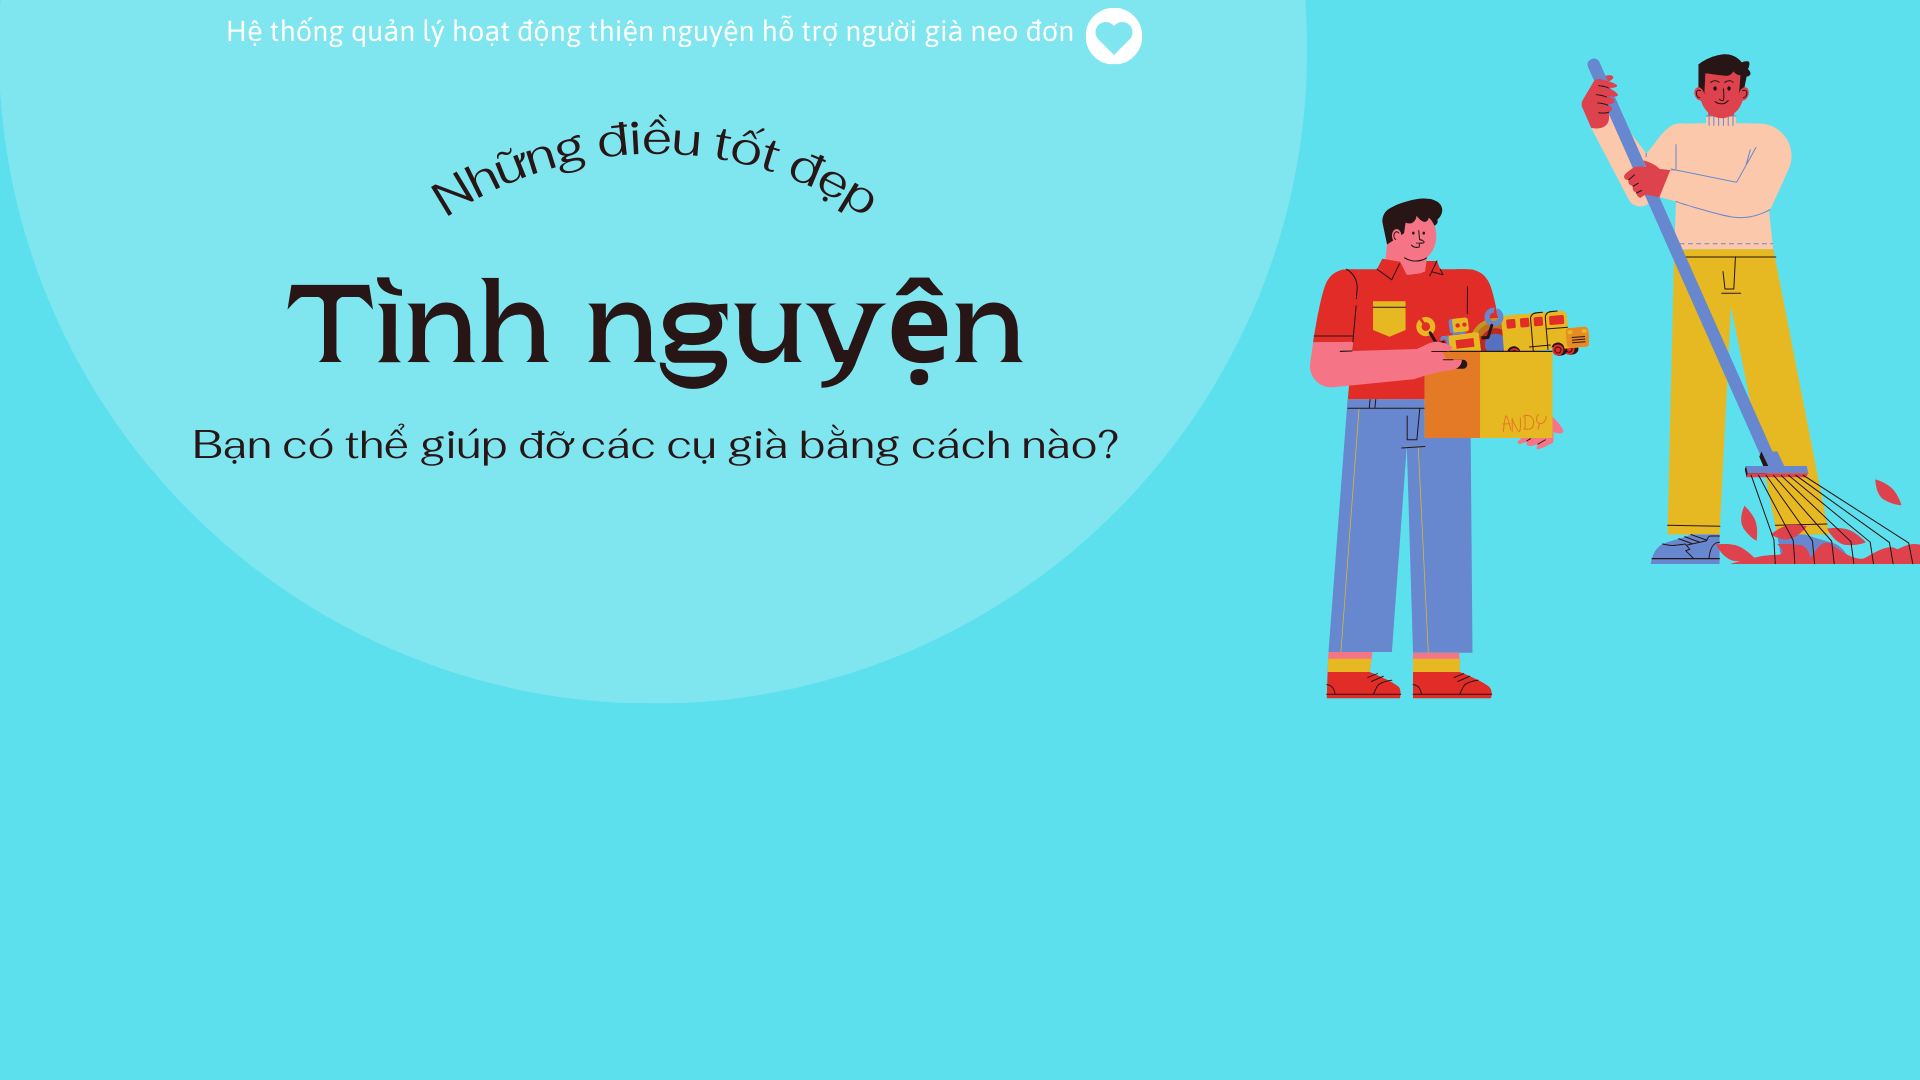 Hệ thống quản lý hoạt động thiện nguyện hỗ trợ người già neo đơn
Những điều tốt đẹp
Tình nguyện
Bạn có thể giúp đỡ các cụ già bằng cách nào?
ANDY